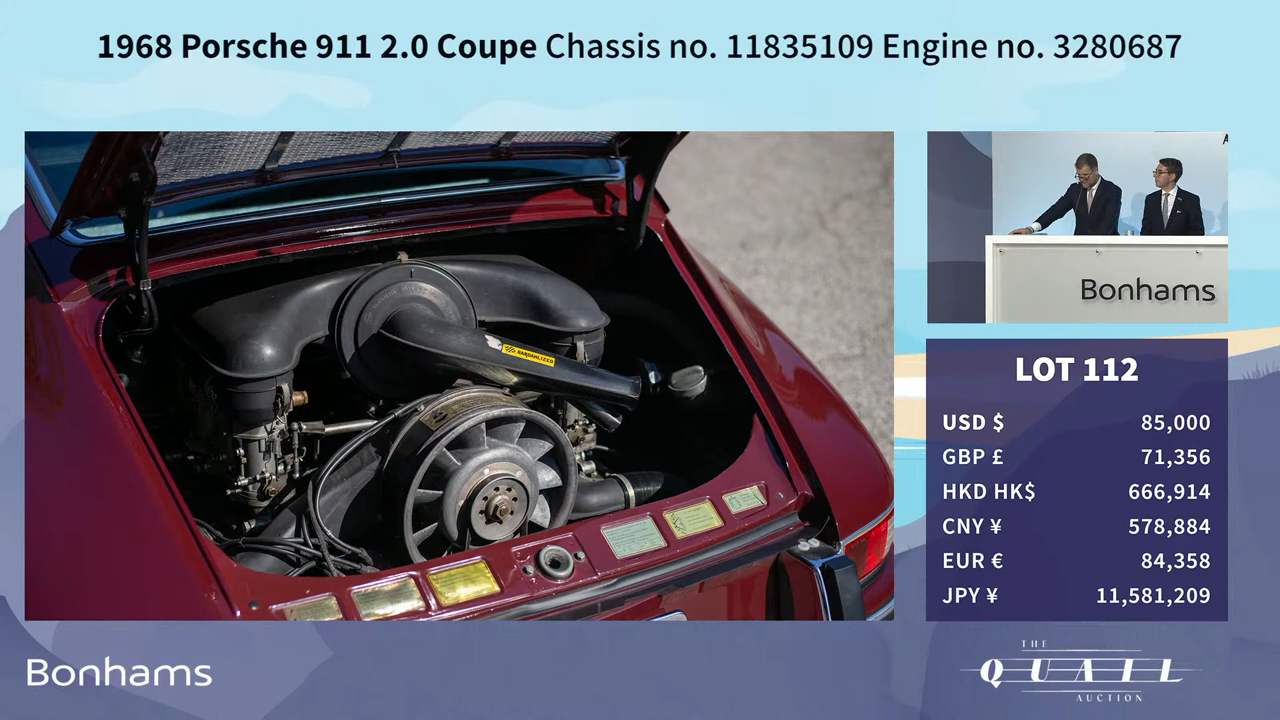 1968 Porsche 911 2.0 Coupe Chassis no. 11835109 Engine no. 3280687
BARDAHLIZED
A
Bonhams
LOT 112
USD $ 85,000
GBP £ 71,356
HKD HK$ 666,914
CNY ¥ 578,884
EUR € 84,358
JPY ¥ 11,581,209
Bonhams
THE
QUAIL
AUCTION